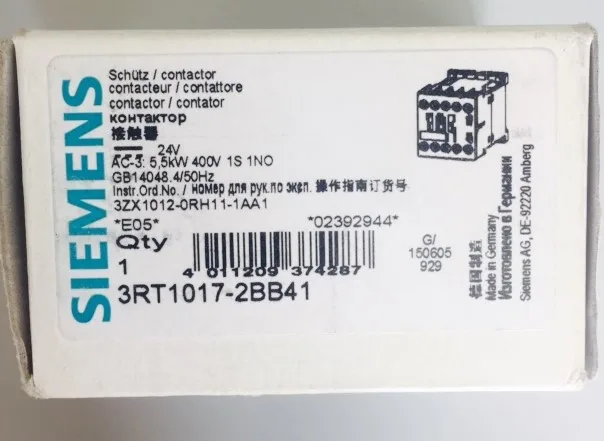 SIEMENS
Schütz / contactor
contacteur / contattore
contactor / contator
контактор
接触器
24V
AC-3: 5,5kW 400V 1S 1NO
GB14048.4/50Hz
Instr.Ord.No./ номер для рук.по эксп. 操作指南订货号
3ZX1012-0RH11-1AA1
*E05*
*02392944*
Qty
1
4 011209 374287
3RT1017-2BB41
G/
150605
929
德国制造
Made in Germany
Изготовлено в Германии
Siemens AG, DE-92220 Amberg